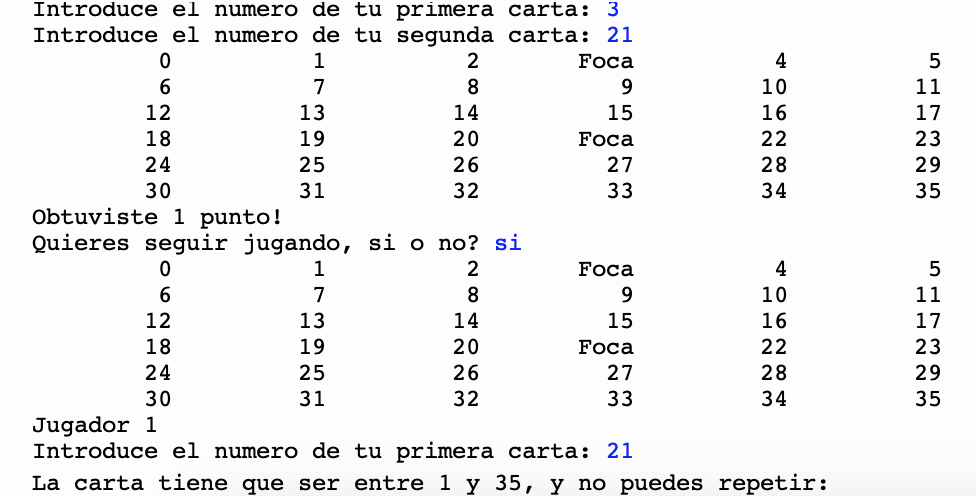 Introduce el numero de tu primera carta: 3
Introduce el numero de tu segunda carta: 21
0 1 2 Foca 4 5
6 7 8 9 10 11
12 13 14 15 16 17
18 19 20 Foca 22 23
24 25 26 27 28 29
30 31 32 33 34 35
Obtuviste 1 punto!
Quieres seguir jugando, si o no? si
0 1 2 Foca 4 5
6 7 8 9 10 11
12 13 14 15 16 17
18 19 20 Foca 22 23
24 25 26 27 28 29
30 31 32 33 34 35
Jugador 1
Introduce el numero de tu primera carta: 21
La carta tiene que ser entre 1 y 35, y no puedes repetir: